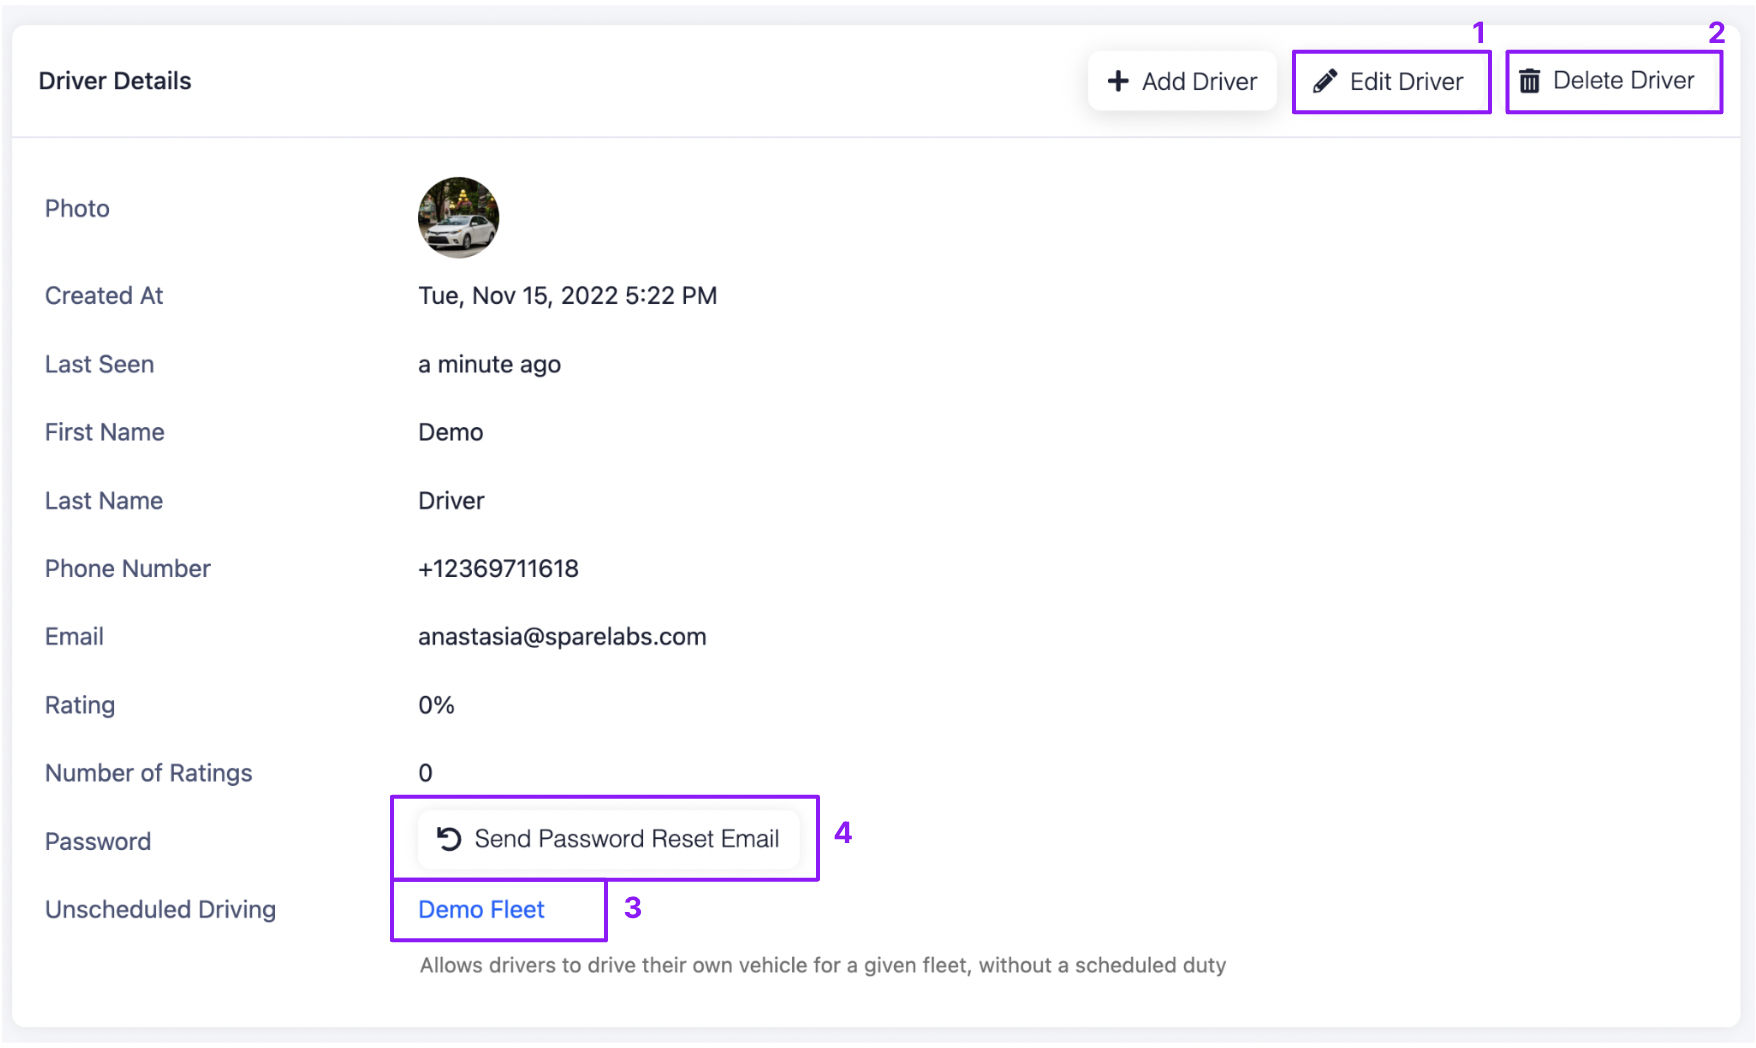 1
2
Driver Details
Add Driver
Edit Driver
Delete Driver
Photo
Created At
Tue, Nov 15, 2022 5:22 PM
Last Seen
a minute ago
First Name
Demo
Last Name
Driver
Phone Number
+12369711618
Email
anastasia@sparelabs.com
Rating
0%
Number of Ratings
0
Password
Send Password Reset Email
4
Unscheduled Driving
Demo Fleet
3
Allows drivers to drive their own vehicle for a given fleet, without a scheduled duty